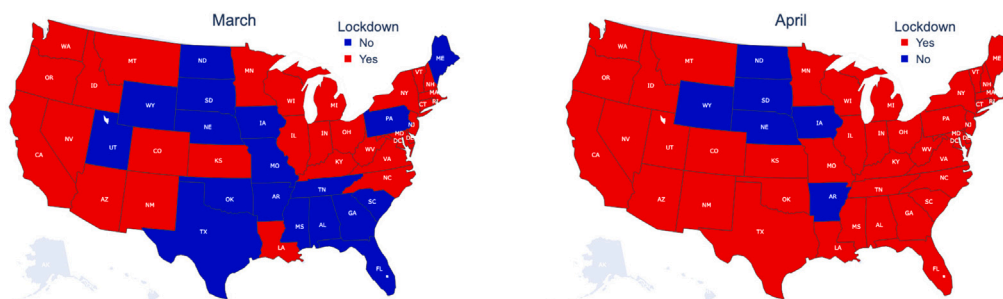 March
Lockdown
No
Yes
WA
OR
CA
NV
ID
MT
WY
UT
AZ
CO
NM
ND
SD
NE
KS
OK
TX
MN
IA
MO
AR
LA
WI
IL
MS
MI
IN
OH
KY
TN
AL
GA
FL
SC
NC
VA
WV
PA
NY
VT
NH
MA
RI
CT
NJ
MD
DC
ME
April
Lockdown
Yes
No
WA
OR
CA
NV
ID
MT
WY
UT
AZ
CO
NM
ND
SD
NE
KS
OK
TX
MN
IA
MO
AR
LA
WI
IL
MS
MI
IN
OH
KY
TN
AL
GA
FL
SC
NC
VA
WV
PA
NY
VT
NH
MA
RI
CT
NJ
MD
DC
ME